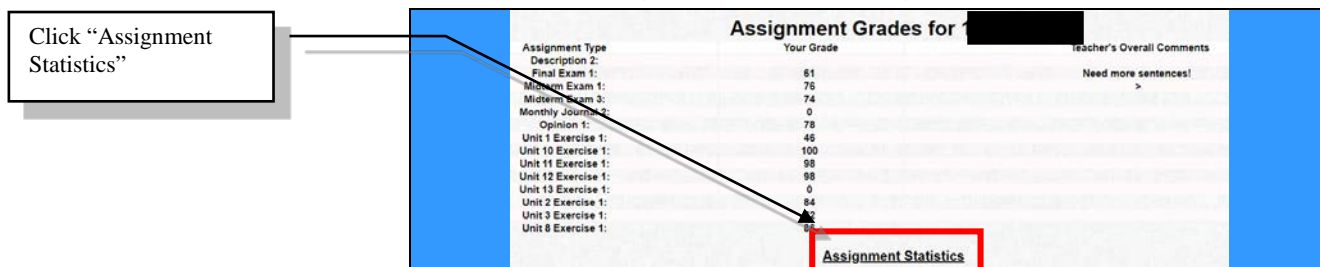 Click “Assignment
Statistics”
Assignment Grades for 1
Assignment Type Your Grade Teacher's Overall Comments
Description 2:
Final Exam 1: 61 Need more sentences!
Midterm Exam 1: 76 >
Midterm Exam 3: 74
Monthly Journal 2: 0
Opinion 1: 78
Unit 1 Exercise 1: 46
Unit 10 Exercise 1: 100
Unit 11 Exercise 1: 98
Unit 12 Exercise 1: 98
Unit 13 Exercise 1: 0
Unit 2 Exercise 1: 84
Unit 3 Exercise 1:
Unit 8 Exercise 1:
Assignment Statistics